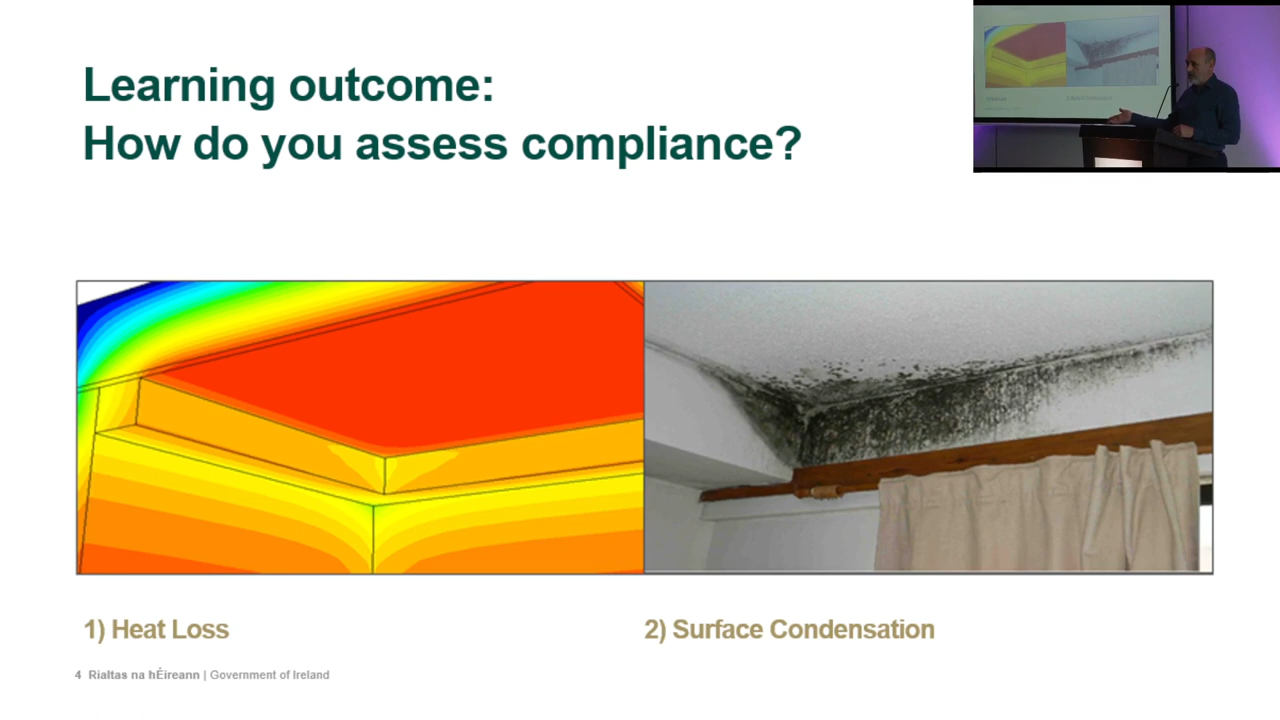 Learning outcome:
How do you assess compliance?
1) Heat Loss
2) Surface Condensation
4 Rialtas na hÉireann | Government of Ireland